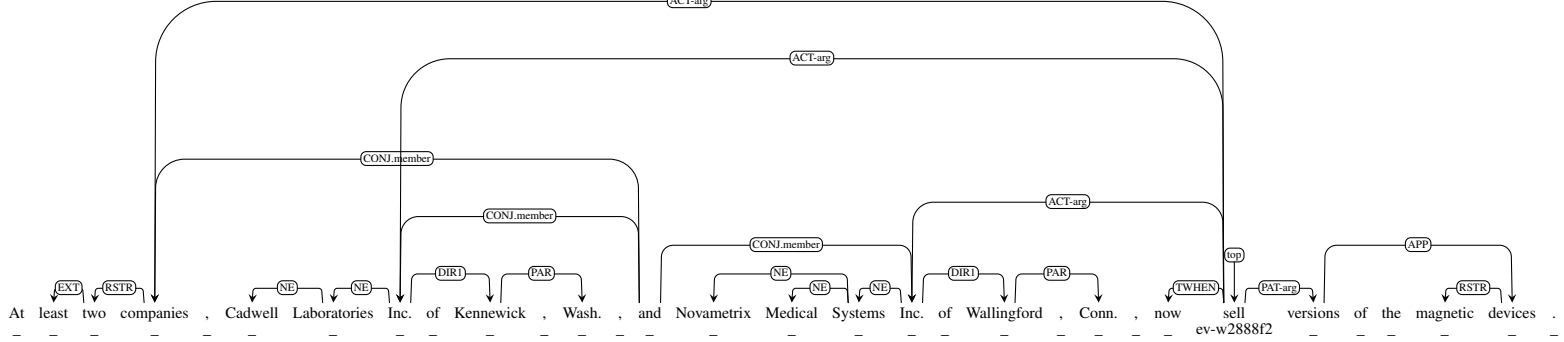 ACT-arg
ACT-arg
CONJ.member
ACT-arg
CONJ.member
CONJ.member APP
top
DIR1 PAR NE DIR1 PAR
EXT RSTR NE NE NE NE TWHEN PAT-arg RSTR
At least two companies , Cadwell Laboratories Inc. of Kennewick , Wash. , and Novametrix Medical Systems Inc. of Wallingford , Conn. , now sell versions of the magnetic devices .
_ _ _ _ _ _ _ _ _ _ _ _ _ _ _ _ _ _ _ _ _ _ _ _ ev-w2888f2 _ _ _ _ _ _